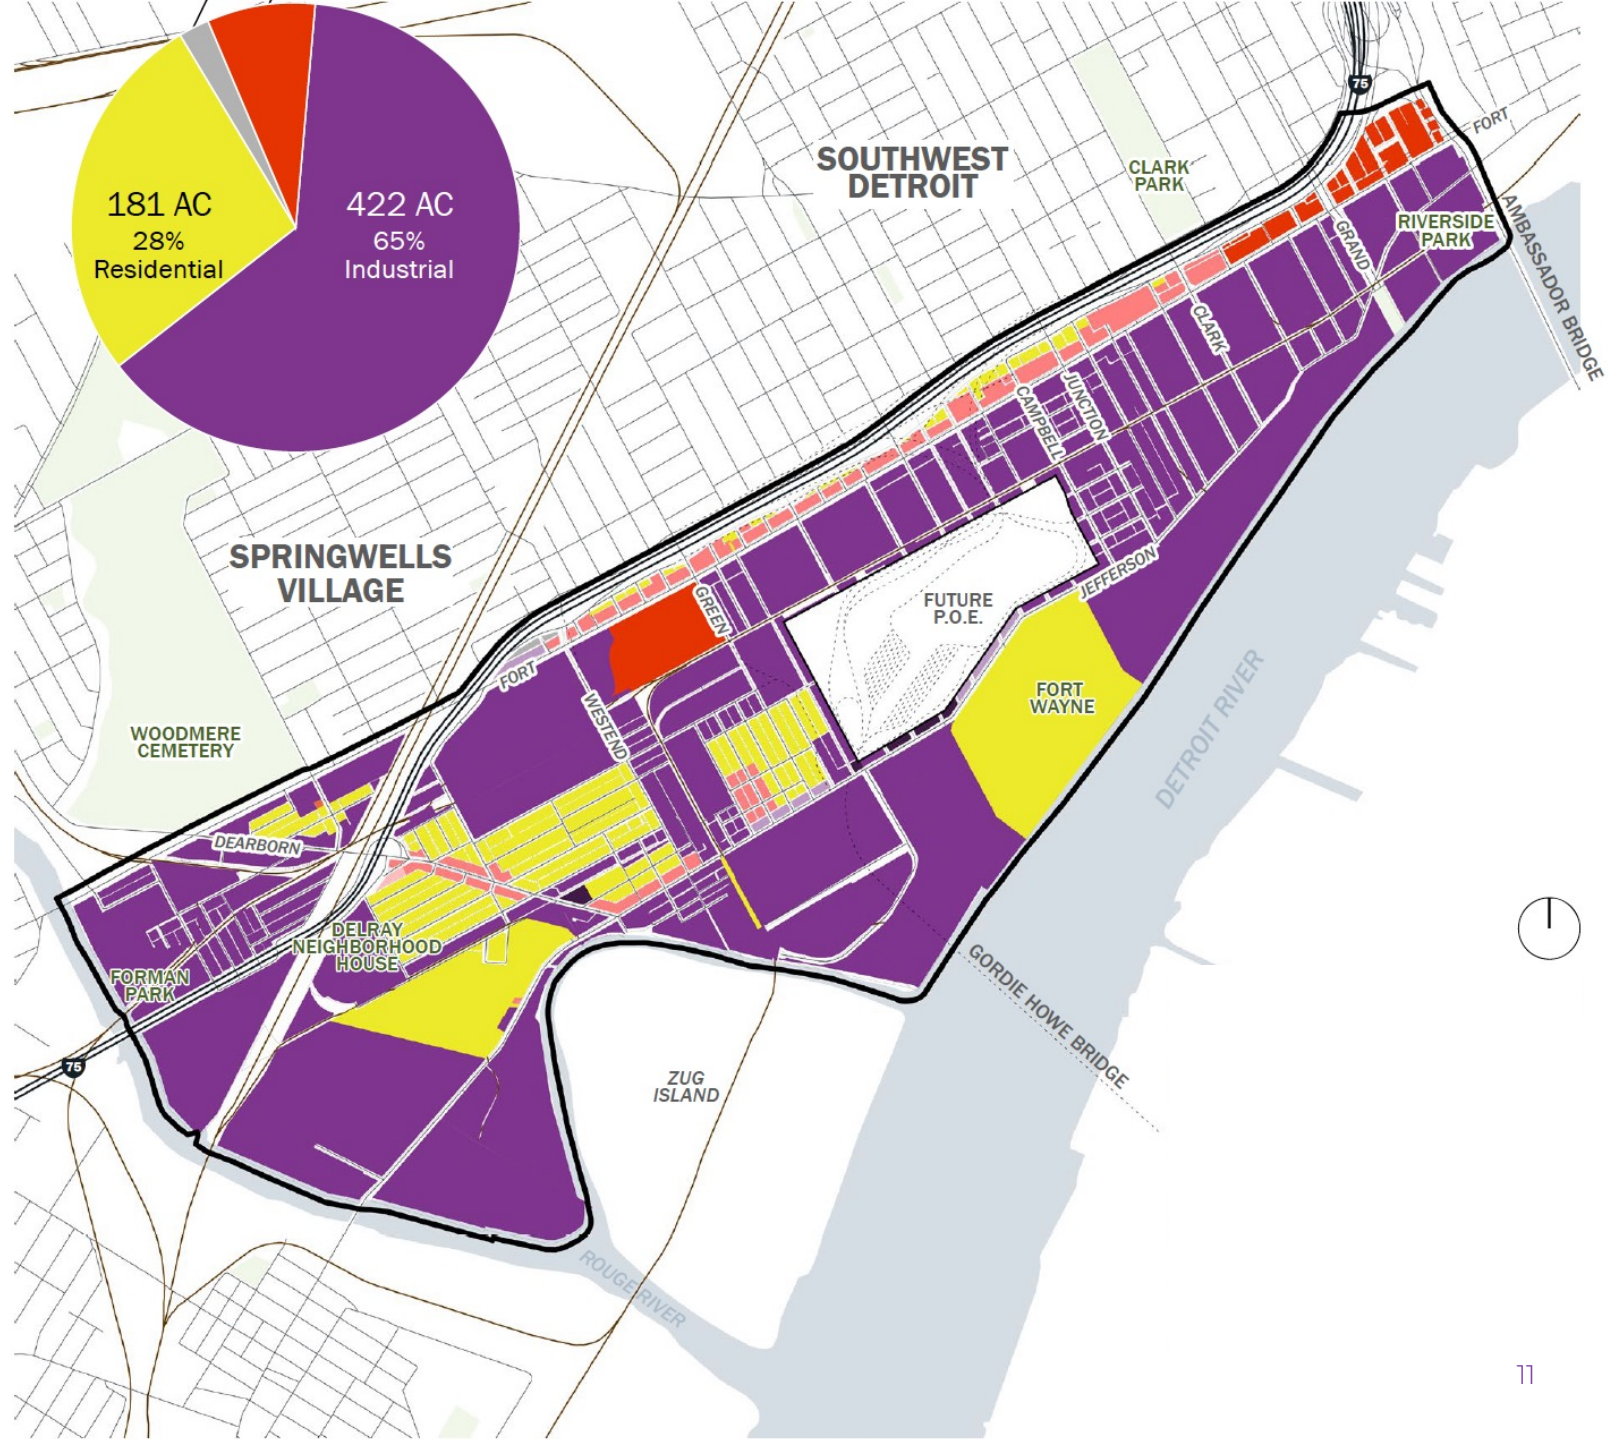 181 AC
28%
Residential
422 AC
65%
Industrial
75
SOUTHWEST
DETROIT
CLARK
PARK
FORT
RIVERSIDE
PARK
GRAND
AMBASSADOR BRIDGE
CLARK
JUNCTION
CAMPBELL
SPRINGWELLS
VILLAGE
JEFFERSON
FUTURE
P.O.E.
GREEN
FORT
WESTEND
FORT
WAYNE
DETROIT RIVER
WOODMERE
CEMETERY
DEARBORN
DELRAY
NEIGHBORHOOD
HOUSE
FORMAN
PARK
GORDIE HOWE BRIDGE
75
ZUG
ISLAND
ROUGE RIVER
11